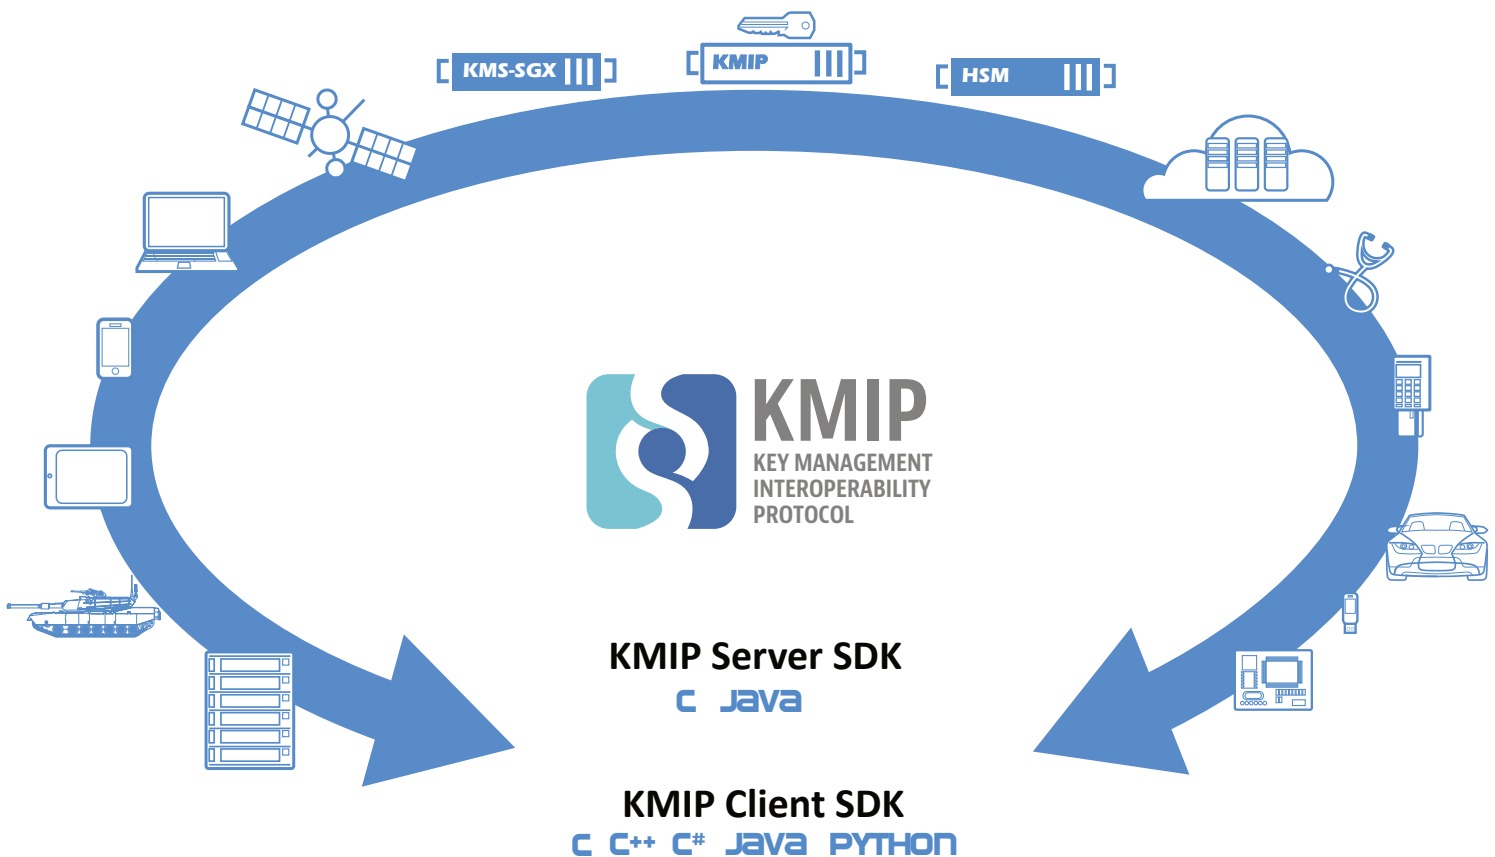 KMS-SGX
KMIP
HSM
KMIP
KEY MANAGEMENT
INTEROPERABILITY
PROTOCOL
KMIP Server SDK
C JAVA
KMIP Client SDK
C C++ C# JAVA PYTHON